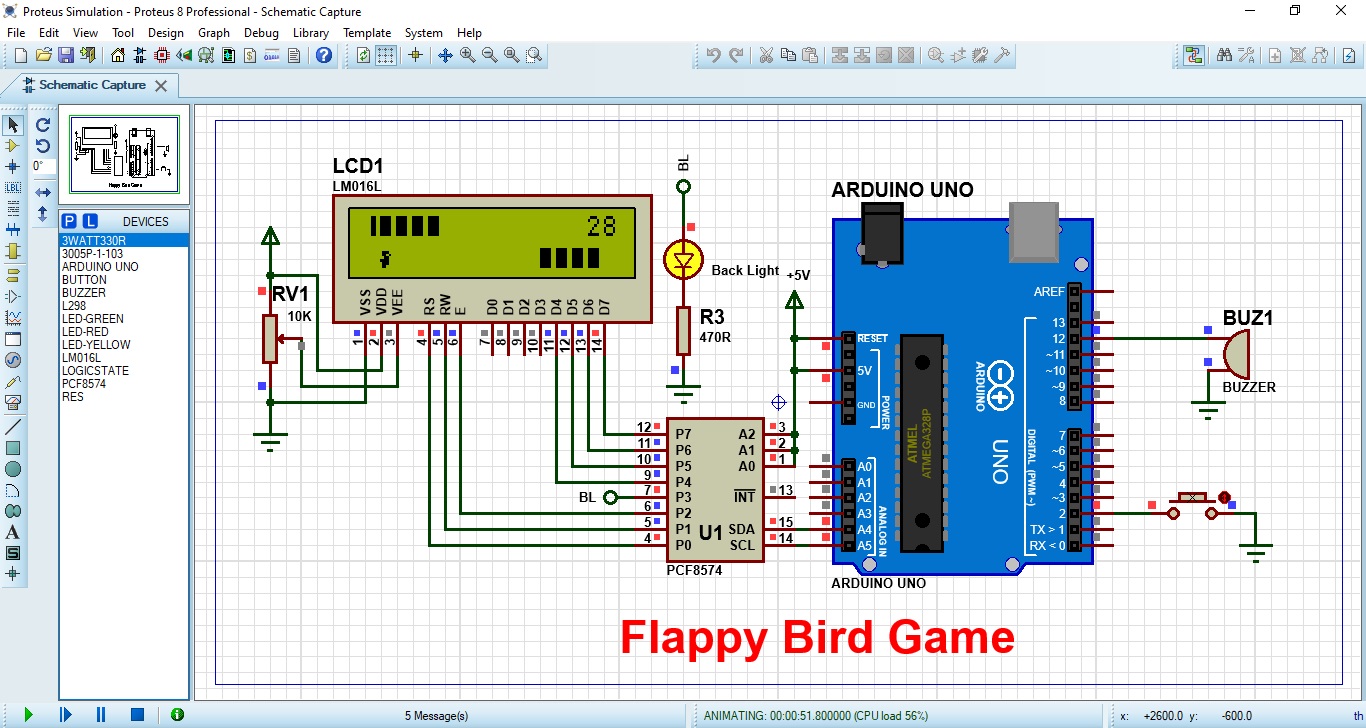 Proteus Simulation - Proteus 8 Professional - Schematic Capture
File Edit View Tool Design Graph Debug Library Template System Help
Schematic Capture
0°
LBL
A
S
P L DEVICES
3WATT330R
3005P-1-103
ARDUINO UNO
BUTTON
BUZZER
L298
LED-GREEN
LED-RED
LED-YELLOW
LM016L
LOGICSTATE
PCF8574
RES
LCD1
LM016L
28
VSS VDD VEE RS RW E D0 D1 D2 D3 D4 D5 D6 D7
1 2 3 4 5 6 7 8 9 10 11 12 13 14
RV1
10K
BL
Back Light
R3
470R
+5V
12 P7 A2 3
11 P6 A1 2
10 P5 A0 1
9 P4
BL 7 P3 INT 13
6 P2
5 P1 SDA 15
4 P0 SCL 14
U1
PCF8574
ARDUINO UNO
RESET
5V
GND
POWER
A0
A1
A2
A3
A4
A5
ANALOG IN
ATMEL
ATMEGA328P
ARDUINO
UNO
DIGITAL (PWM ~)
AREF
13
12
~11
~10
~9
8
7
~6
~5
4
~3
2
TX > 1
RX < 0
ARDUINO UNO
BUZ1
BUZZER
Flappy Bird Game
5 Message(s)
ANIMATING: 00:00:51.800000 (CPU load 56%)
x: +2600.0 y: -600.0 th